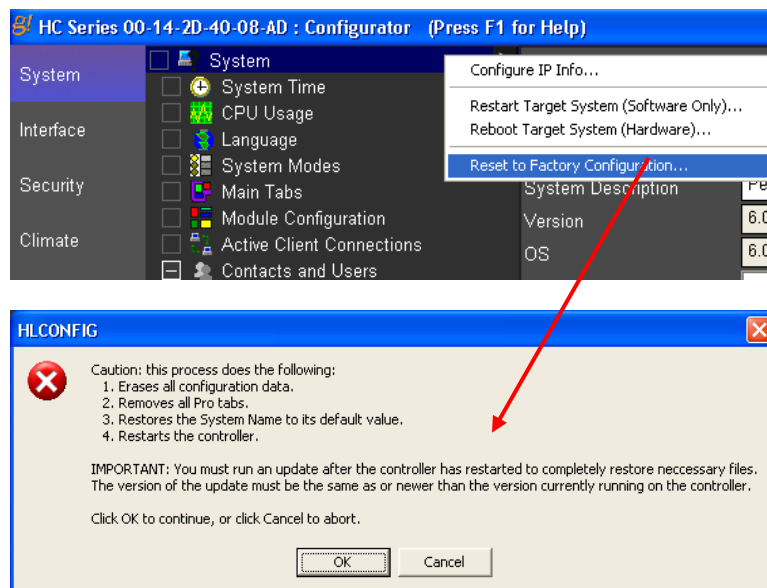 g! HC Series 00-14-2D-40-08-AD : Configurator (Press F1 for Help)
System
Interface
Security
Climate
System
System Time
CPU Usage
Language
System Modes
Main Tabs
Module Configuration
Active Client Connections
Contacts and Users
Configure IP Info...
Restart Target System (Software Only)...
Reboot Target System (Hardware)...
Reset to Factory Configuration...
System Description
Pe
Version
6.0
OS
6.0
HLCONFIG
Caution: this process does the following:
1. Erases all configuration data.
2. Removes all Pro tabs.
3. Restores the System Name to its default value.
4. Restarts the controller.
IMPORTANT: You must run an update after the controller has restarted to completely restore neccessary files.
The version of the update must be the same as or newer than the version currently running on the controller.
Click OK to continue, or click Cancel to abort.
OK
Cancel